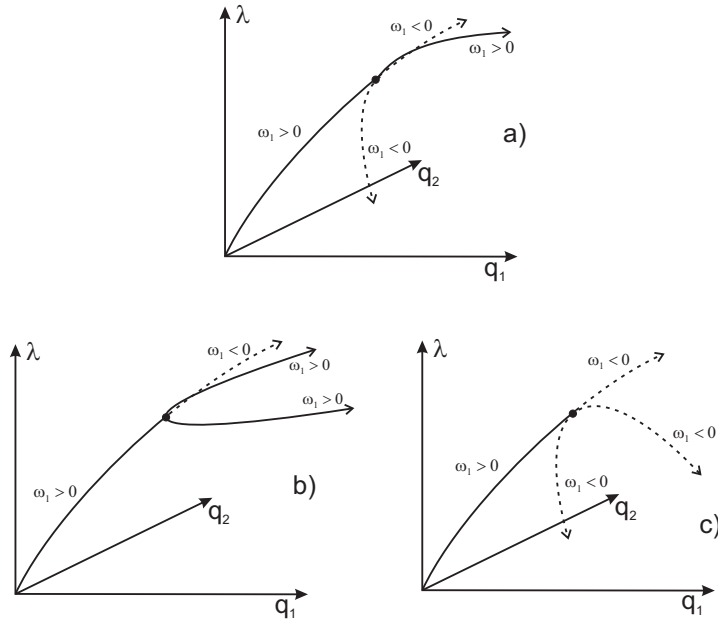 λ
ω₁ < 0
ω₁ > 0
ω₁ > 0
a)
ω₁ < 0
q₂
q₁
λ
ω₁ < 0
ω₁ > 0
ω₁ > 0
ω₁ > 0
b)
q₂
q₁
λ
ω₁ < 0
ω₁ < 0
ω₁ > 0
ω₁ < 0
q₂
c)
q₁